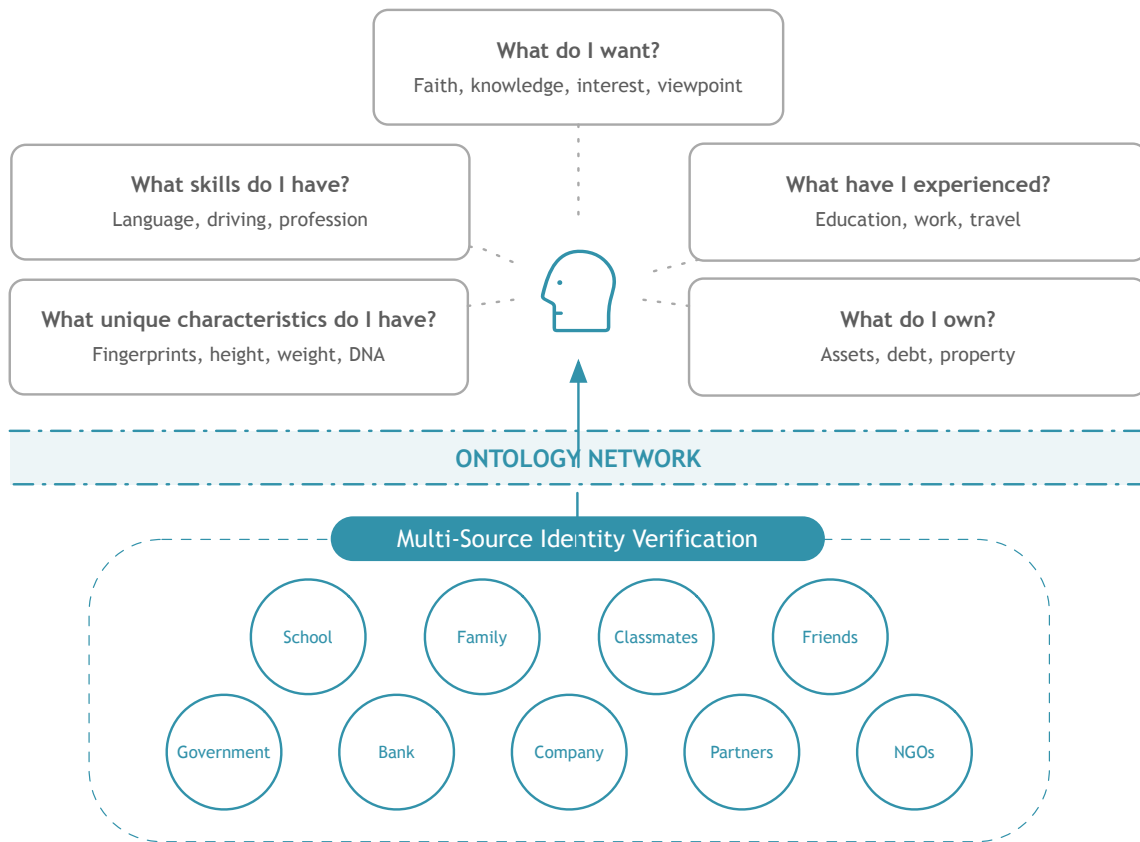 What do I want?
Faith, knowledge, interest, viewpoint
What skills do I have?
Language, driving, profession
What have I experienced?
Education, work, travel
What unique characteristics do I have?
Fingerprints, height, weight, DNA
What do I own?
Assets, debt, property
ONTOLOGY NETWORK
Multi-Source Identity Verification
School
Family
Classmates
Friends
Government
Bank
Company
Partners
NGOs